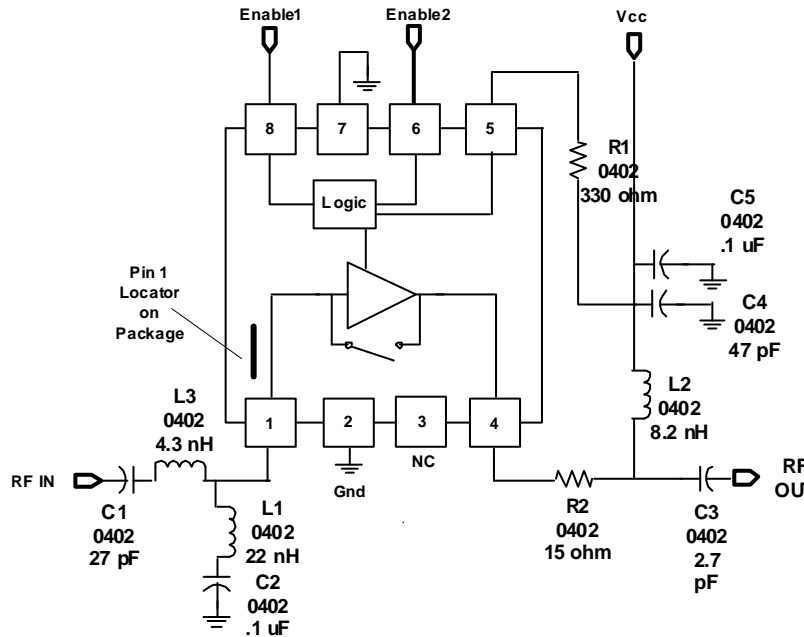 Enable1
Enable2
Vcc
8
7
6
5
R1
0402
330 ohm
Logic
C5
0402
.1 uF
Pin 1
Locator
on
Package
C4
0402
47 pF
L3
0402
4.3 nH
L2
0402
8.2 nH
1
2
3
4
NC
Gnd
RF IN
C1
0402
27 pF
L1
0402
22 nH
C2
0402
.1 uF
R2
0402
15 ohm
C3
0402
2.7
pF
RF
OUT